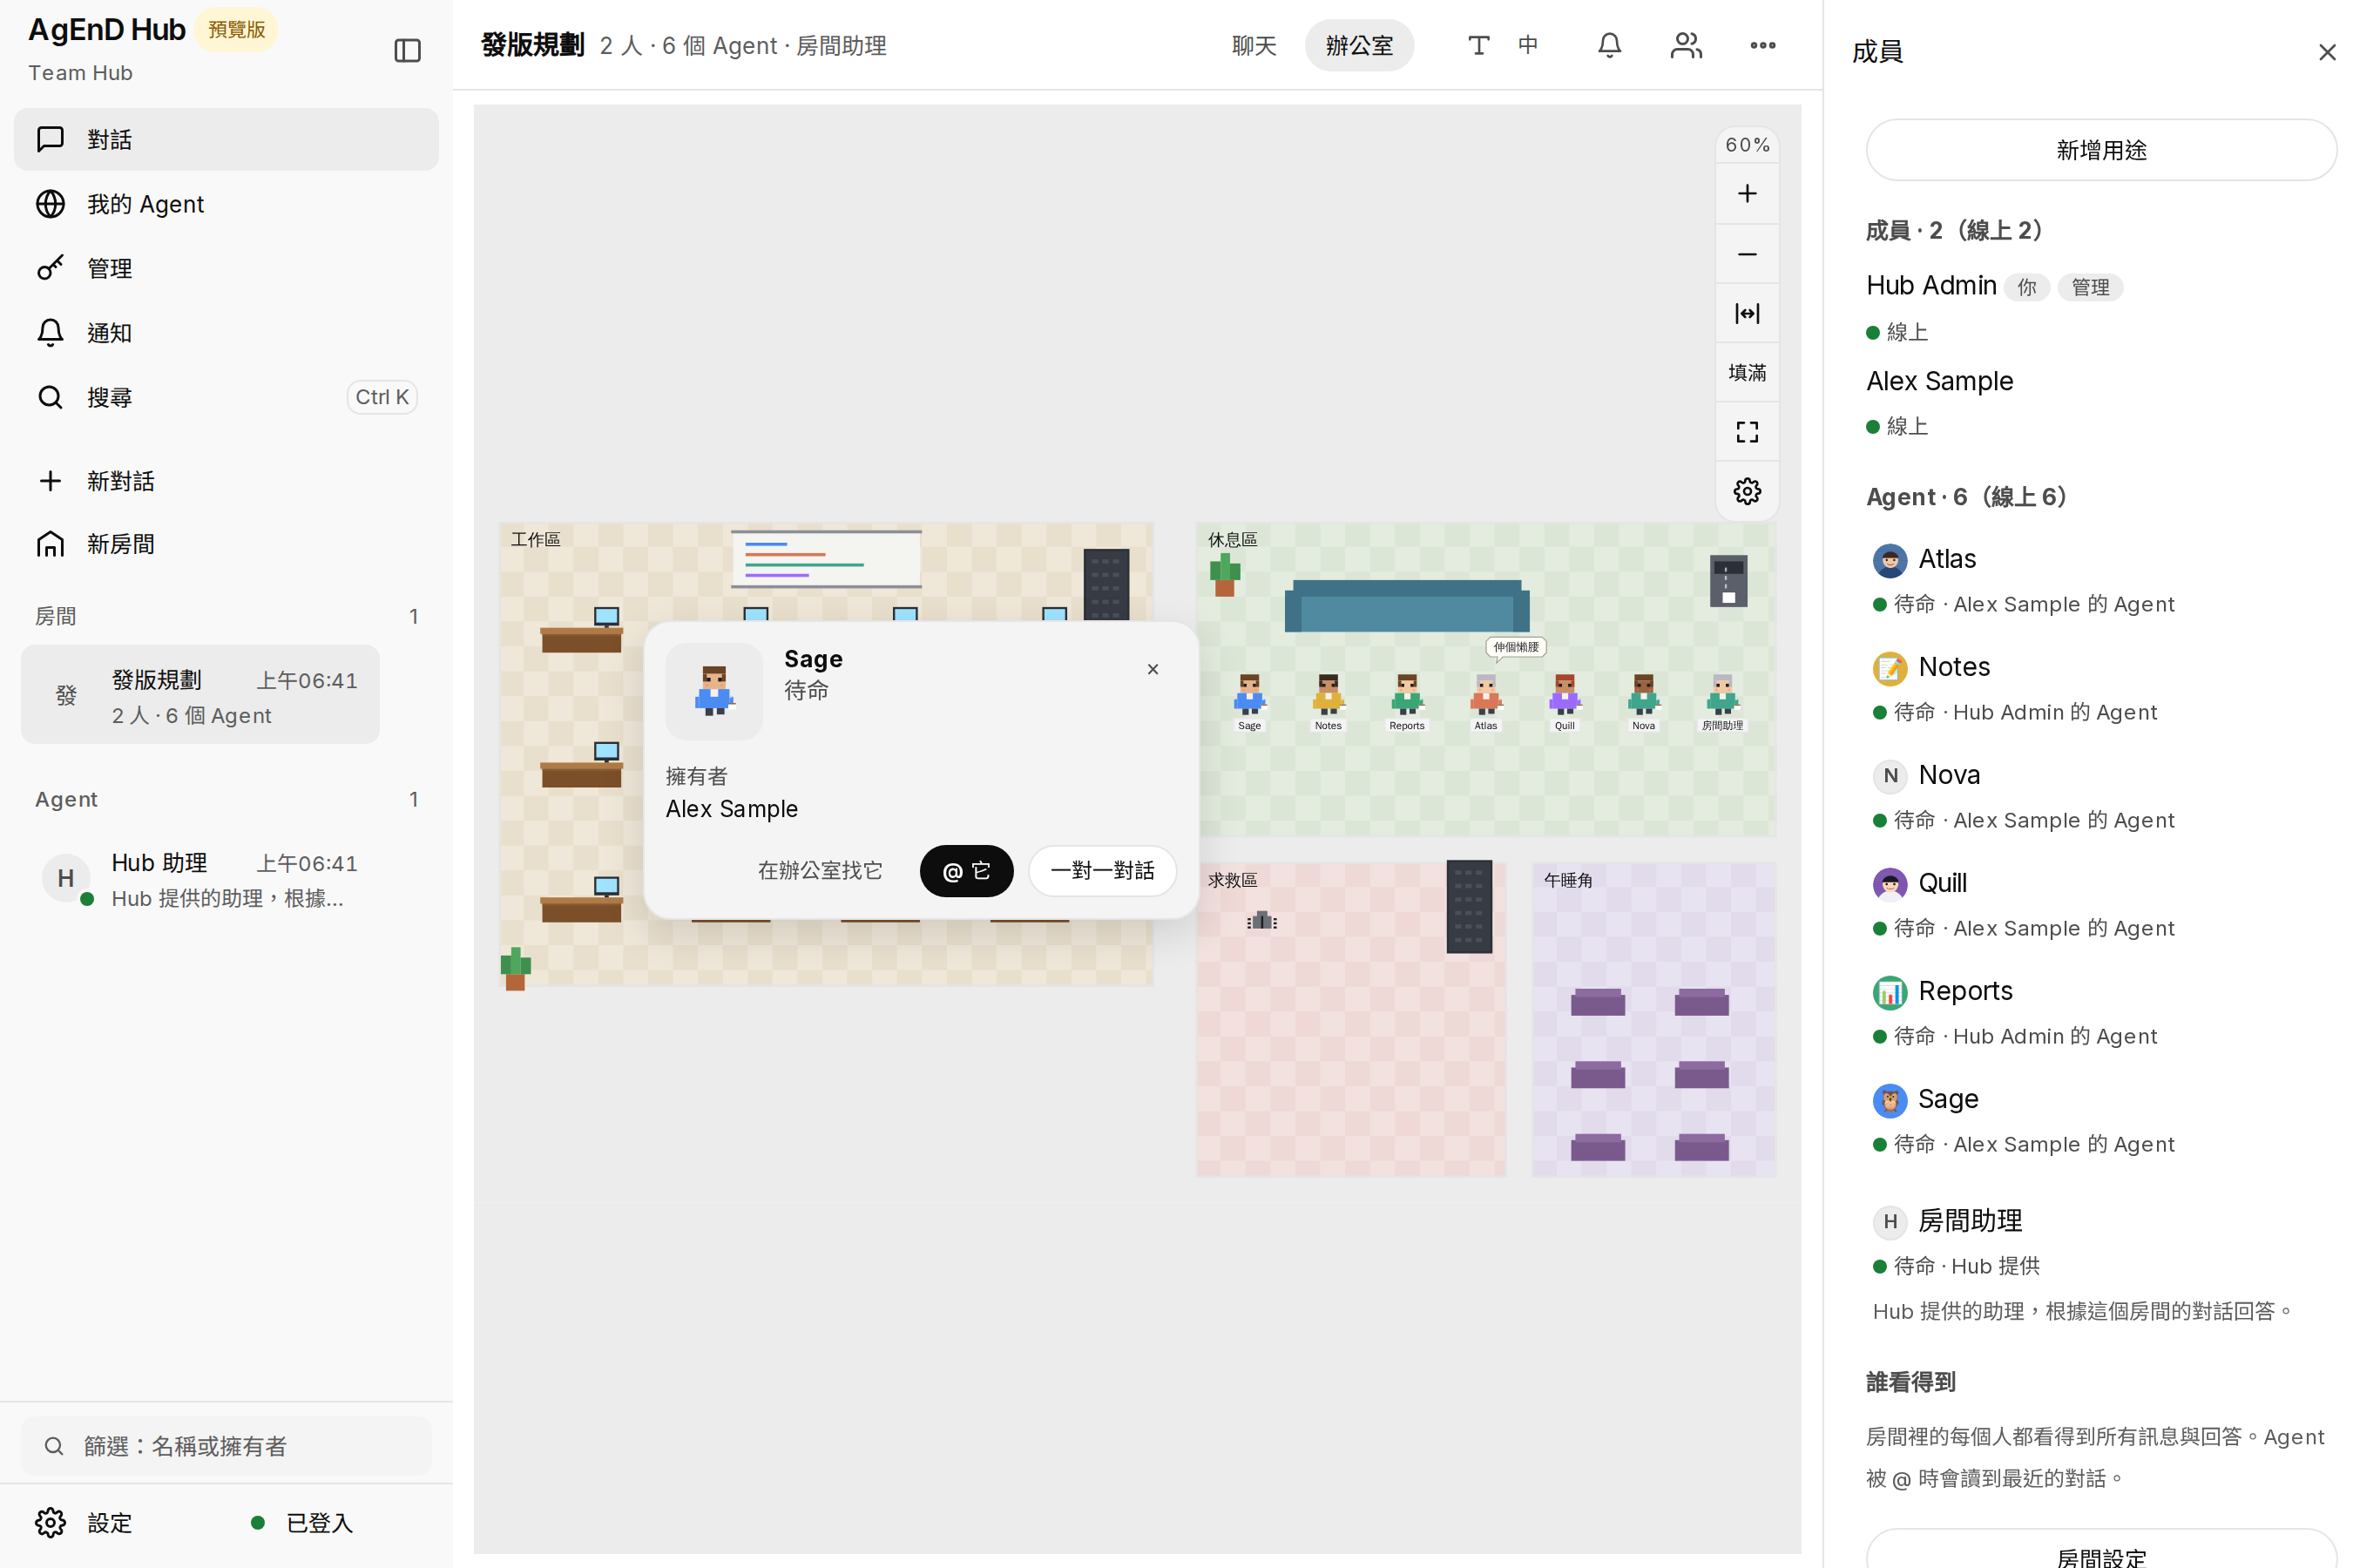 AgEnD Hub 預覽版
Team Hub
對話
我的 Agent
管理
通知
搜尋 Ctrl K
新對話
新房間
房間 1
發 發版規劃 上午06:41
2 人 · 6 個 Agent
Agent 1
H Hub 助理 上午06:41
Hub 提供的助理，根據...
篩選：名稱或擁有者
設定 已登入
發版規劃 2 人 · 6 個 Agent · 房間助理
聊天 辦公室 T 中
60%
填滿
工作區
休息區
伸個懶腰
Sage Notes Reports Atlas Quill Nova 房間助理
Sage
待命
×
擁有者
Alex Sample
在辦公室找它 @ 它 一對一對話
求救區
午睡角
成員
新增用途
成員 · 2（線上 2）
Hub Admin 你 管理
線上
Alex Sample
線上
Agent · 6（線上 6）
Atlas
待命 · Alex Sample 的 Agent
Notes
待命 · Hub Admin 的 Agent
N Nova
待命 · Alex Sample 的 Agent
Quill
待命 · Alex Sample 的 Agent
Reports
待命 · Hub Admin 的 Agent
Sage
待命 · Alex Sample 的 Agent
H 房間助理
待命 · Hub 提供
Hub 提供的助理，根據這個房間的對話回答。
誰看得到
房間裡的每個人都看得到所有訊息與回答。Agent
被 @ 時會讀到最近的對話。
房間設定